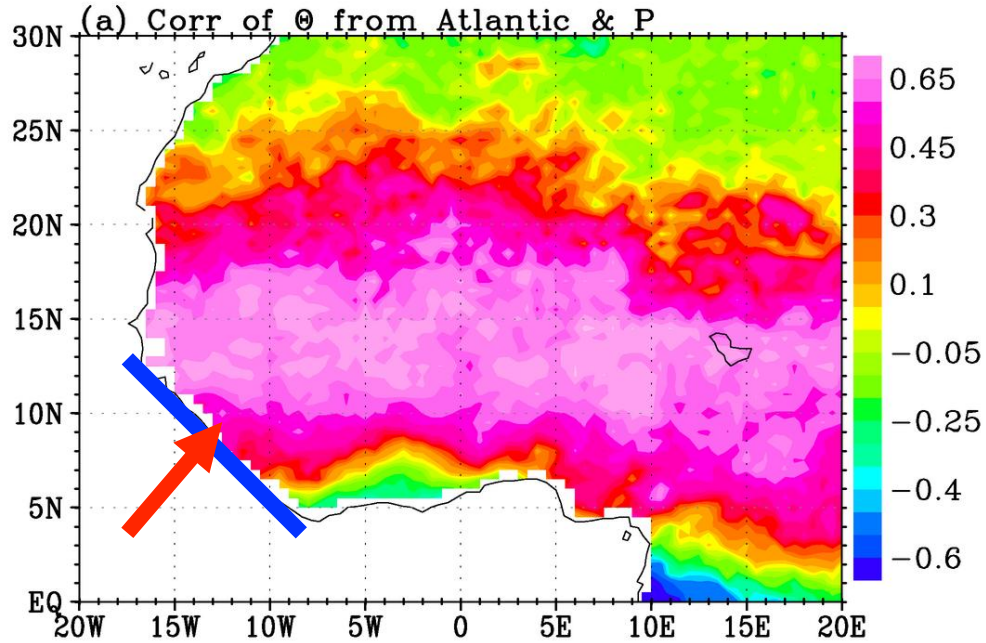 (a) Corr of Θ from Atlantic & P
30N
25N
20N
15N
10N
5N
EQ
20W 15W 10W 5W 0 5E 10E 15E 20E
0.65
0.45
0.3
0.1
−0.05
−0.25
−0.4
−0.6